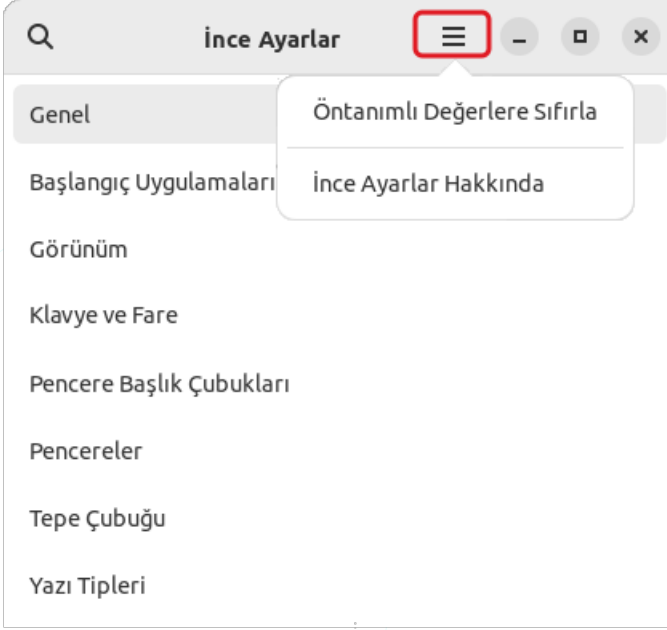 İnce Ayarlar
Genel
Öntanımlı Değerlere Sıfırla
Başlangıç Uygulamaları
İnce Ayarlar Hakkında
Görünüm
Klavye ve Fare
Pencere Başlık Çubukları
Pencereler
Tepe Çubuğu
Yazı Tipleri